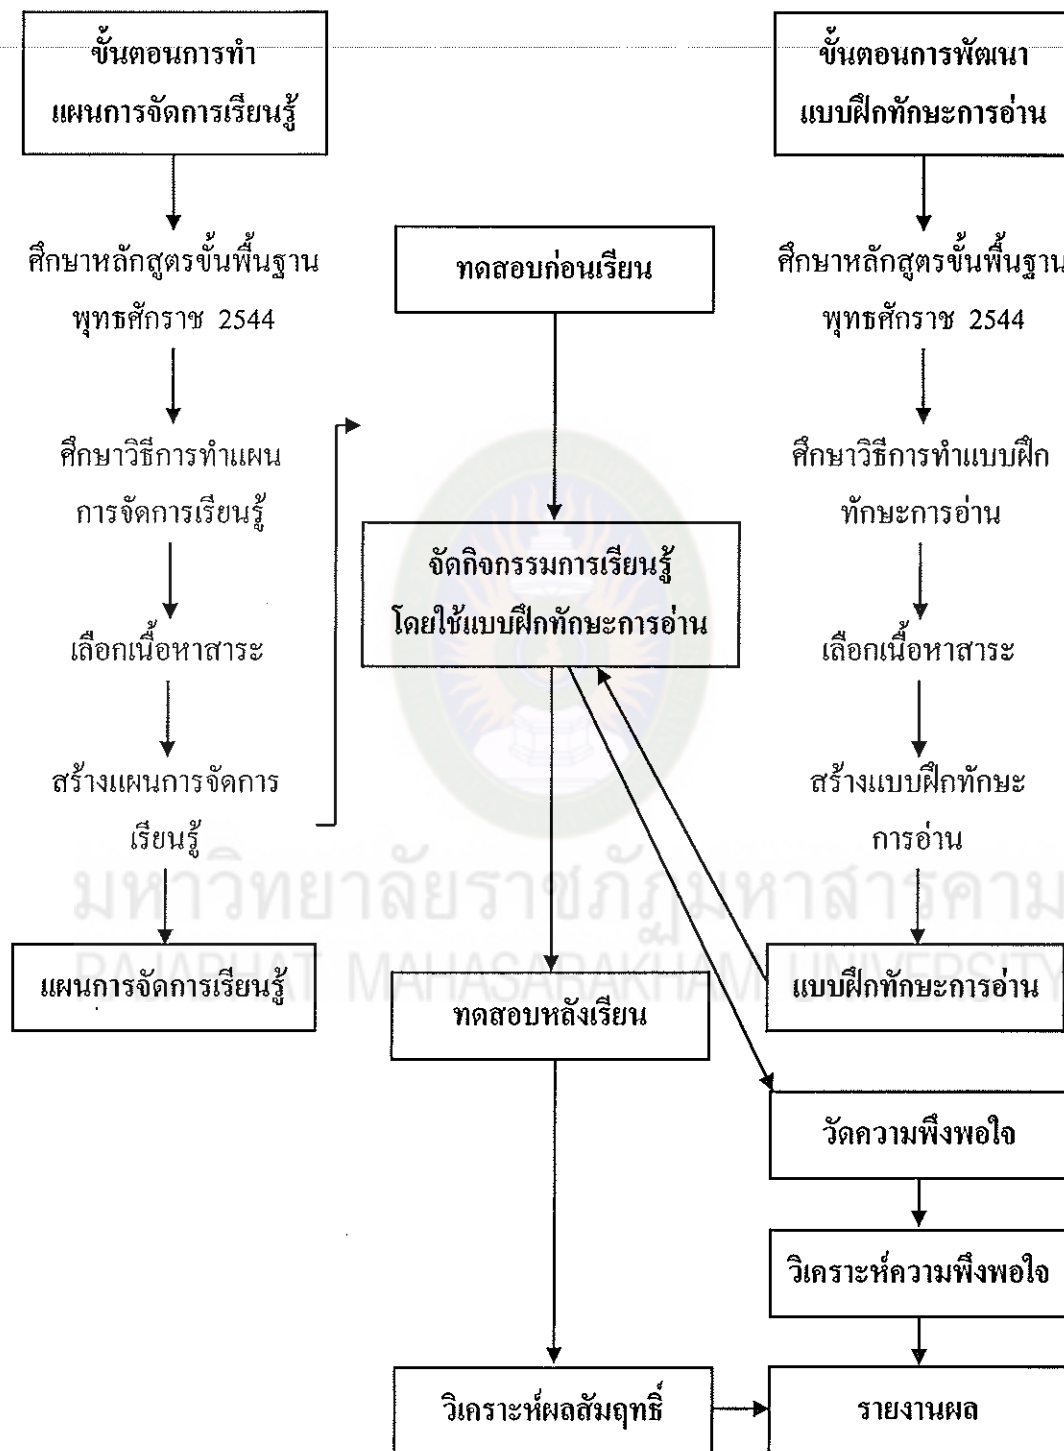 ขั้นตอนการทำ
แผนการจัดการเรียนรู้
ศึกษาหลักสูตรขั้นพื้นฐาน
พุทธศักราช 2544
ศึกษาวิธีการทำแผน
การจัดการเรียนรู้
เลือกเนื้อหาสาระ
สร้างแผนการจัดการ
เรียนรู้
แผนการจัดการเรียนรู้
ทดสอบก่อนเรียน
จัดกิจกรรมการเรียนรู้
โดยใช้แบบฝึกทักษะการอ่าน
ทดสอบหลังเรียน
วิเคราะห์ผลสัมฤทธิ์
ขั้นตอนการพัฒนา
แบบฝึกทักษะการอ่าน
ศึกษาหลักสูตรขั้นพื้นฐาน
พุทธศักราช 2544
ศึกษาวิธีการทำแบบฝึก
ทักษะการอ่าน
เลือกเนื้อหาสาระ
สร้างแบบฝึกทักษะ
การอ่าน
แบบฝึกทักษะการอ่าน
วัดความพึงพอใจ
วิเคราะห์ความพึงพอใจ
รายงานผล
มหาวิทยาลัยราชภัฏมหาสารคาม
RAJABHAT MAHASARAKHAM UNIVERSITY